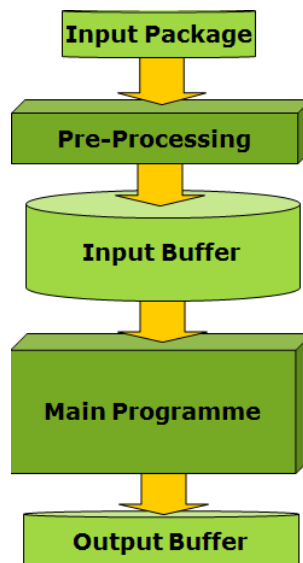 Input Package
Pre-Processing
Input Buffer
Main Programme
Output Buffer